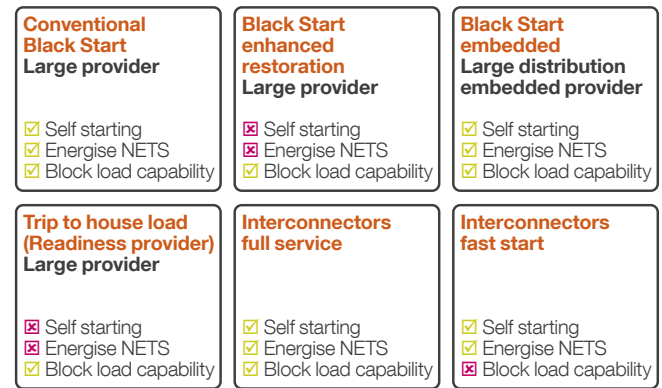 Conventional
Black Start
Large provider
☑ Self starting
☑ Energise NETS
☑ Block load capability
Black Start
enhanced
restoration
Large provider
☒ Self starting
☒ Energise NETS
☑ Block load capability
Black Start
embedded
Large distribution
embedded provider
☑ Self starting
☑ Energise NETS
☑ Block load capability
Trip to house load
(Readiness provider)
Large provider
☒ Self starting
☒ Energise NETS
☑ Block load capability
Interconnectors
full service
☑ Self starting
☑ Energise NETS
☑ Block load capability
Interconnectors
fast start
☑ Self starting
☑ Energise NETS
☒ Block load capability